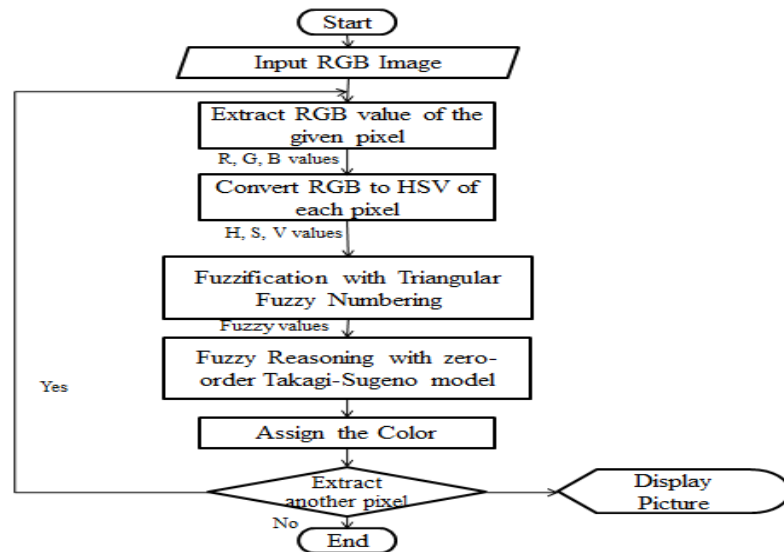 Start
Input RGB Image
Extract RGB value of the
given pixel
R, G, B values
Convert RGB to HSV of
each pixel
H, S, V values
Fuzzification with Triangular
Fuzzy Numbering
Fuzzy values
Fuzzy Reasoning with zero-
order Takagi-Sugeno model
Yes
Assign the Color
Extract
another pixel
Display
Picture
No
End